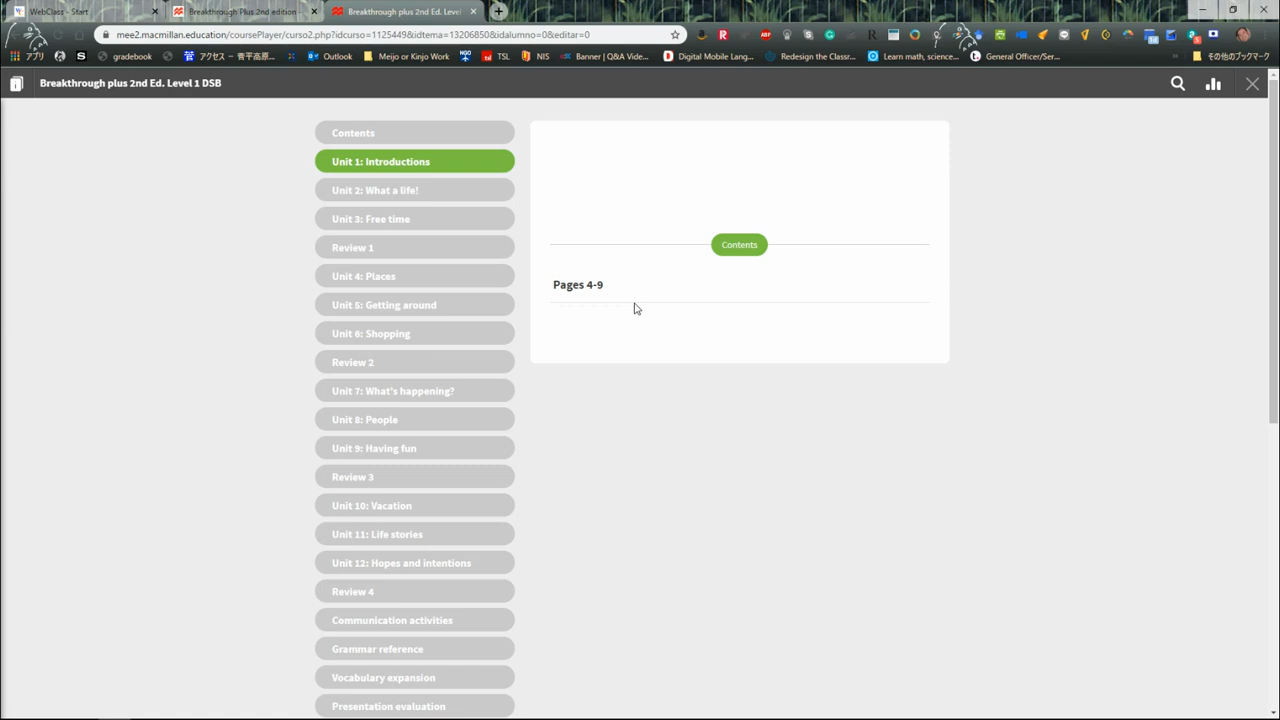 WebClass - Start
Breakthrough Plus 2nd edition -
Breakthrough plus 2nd Ed. Level
mee2.macmillan.education/coursePlayer/curso2.php?idcurso=1125449&idtema=13206850&idalumno=0&editar=0
アプリ
gradebook
アクセス – 菅平高原...
Outlook
Meijo or Kinjo Work
TSL
NIS
Banner | Q&A Vide...
Digital Mobile Lang...
Redesign the Classr...
Learn math, science...
General Officer/Ser...
その他のブックマーク
Breakthrough plus 2nd Ed. Level 1 DSB
Contents
Unit 1: Introductions
Unit 2: What a life!
Unit 3: Free time
Review 1
Unit 4: Places
Unit 5: Getting around
Unit 6: Shopping
Review 2
Unit 7: What's happening?
Unit 8: People
Unit 9: Having fun
Review 3
Unit 10: Vacation
Unit 11: Life stories
Unit 12: Hopes and intentions
Review 4
Communication activities
Grammar reference
Vocabulary expansion
Presentation evaluation
Contents
Pages 4-9